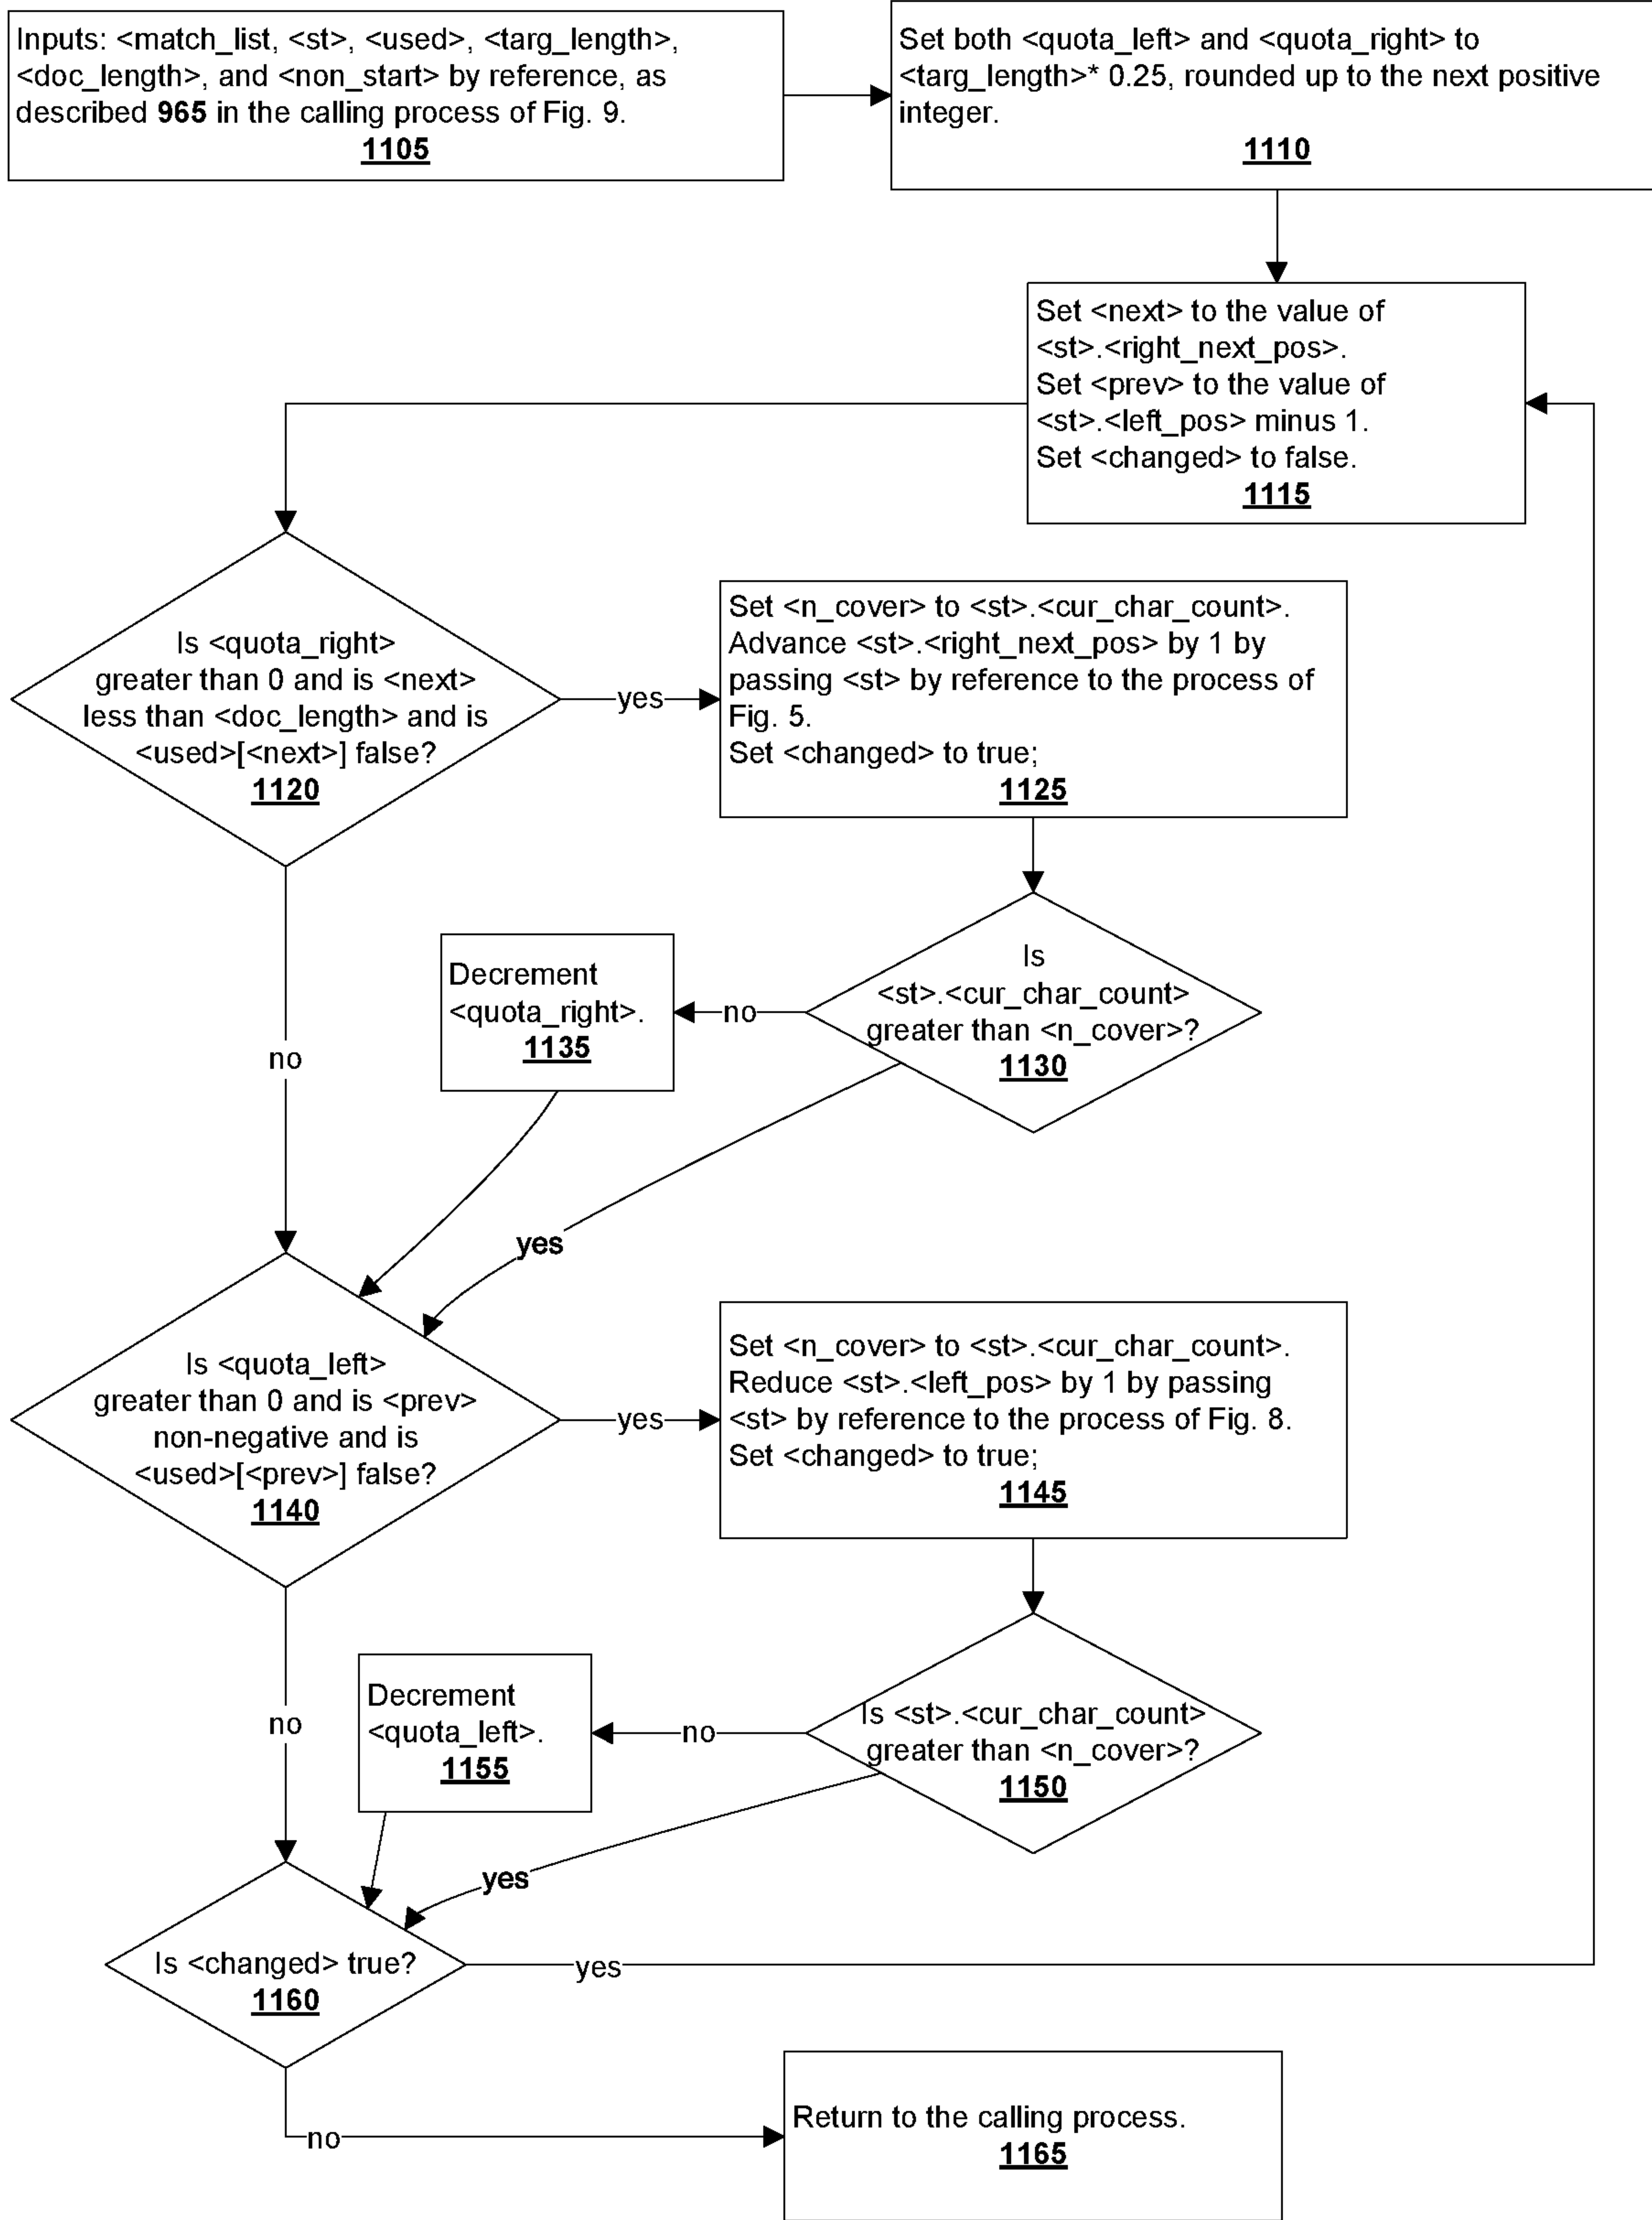 Inputs: <match_list, <st>, <used>, <targ_length>,
<doc_length>, and <non_start> by reference, as
described 965 in the calling process of Fig. 9.
1105
Set both <quota_left> and <quota_right> to
<targ_length>* 0.25, rounded up to the next positive
integer.
1110
Set <next> to the value of
<st>.<right_next_pos>.
Set <prev> to the value of
<st>.<left_pos> minus 1.
Set <changed> to false.
1115
Is <quota_right>
greater than 0 and is <next>
less than <doc_length> and is
<used>[<next>] false?
1120
yes
Set <n_cover> to <st>.<cur_char_count>.
Advance <st>.<right_next_pos> by 1 by
passing <st> by reference to the process of
Fig. 5.
Set <changed> to true;
1125
Is
<st>.<cur_char_count>
greater than <n_cover>?
1130
no
Decrement
<quota_right>.
1135
no
yes
Is <quota_left>
greater than 0 and is <prev>
non-negative and is
<used>[<prev>] false?
1140
yes
Set <n_cover> to <st>.<cur_char_count>.
Reduce <st>.<left_pos> by 1 by passing
<st> by reference to the process of Fig. 8.
Set <changed> to true;
1145
Is <st>.<cur_char_count>
greater than <n_cover>?
1150
no
Decrement
<quota_left>.
1155
no
yes
Is <changed> true?
1160
yes
no
Return to the calling process.
1165